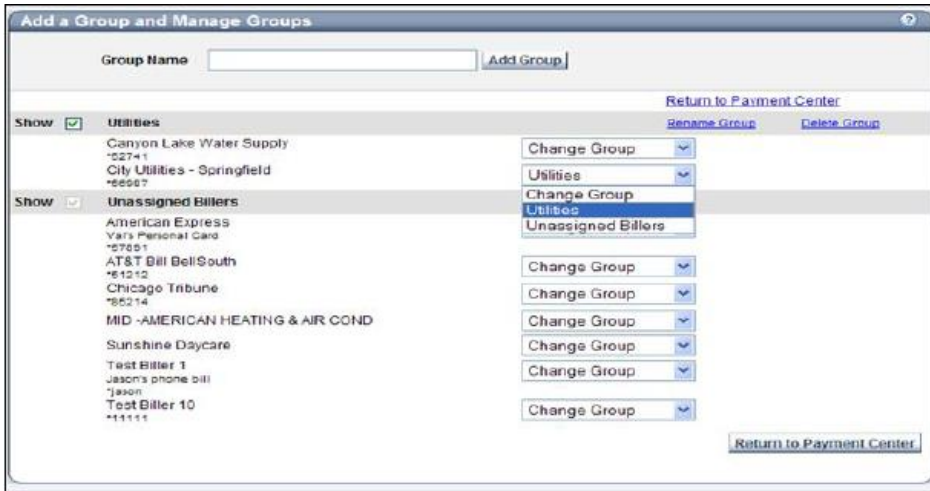 Add a Group and Manage Groups
Group Name Add Group
Return to Payment Center
Show Utilities Rename Group Delete Group
Canyon Lake Water Supply Change Group
*52741
City Utilities - Springfield Utilities
*66987
Change Group
Show Unassigned Billers Utilities
Unassigned Billers
American Express
Val's Personal Card
*57851
AT&T Bill BellSouth Change Group
*61212
Chicago Tribune Change Group
*85214
MID -AMERICAN HEATING & AIR COND Change Group
Sunshine Daycare Change Group
Test Biller 1 Change Group
Jason's phone bill
*jason
Test Biller 10 Change Group
*11111
Return to Payment Center